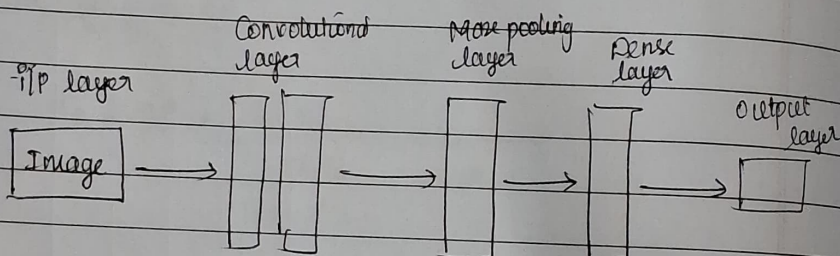 i/p layer
Image
Convolutional
layer
Max pooling
layer
Dense
layer
Output
layer